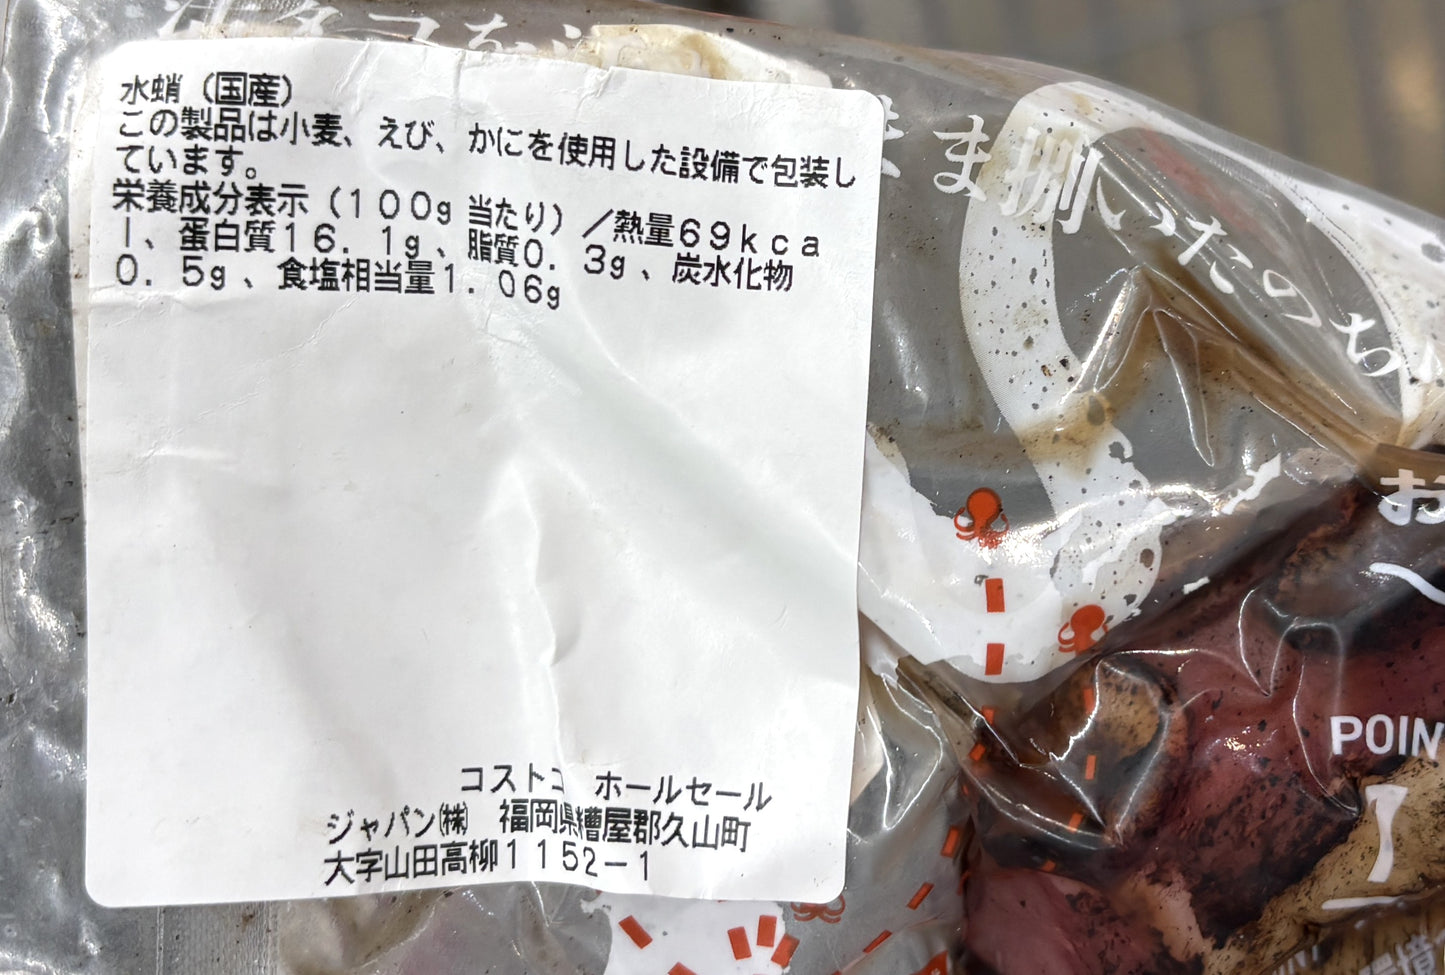 水蛸（国産）
この製品は小麦、えび、かにを使用した設備で包装し
ています。
栄養成分表示（１００g当たり）／熱量６９ｋｃａ
ｌ、蛋白質１６．１g、脂質０．３g、炭水化物
０．５g、食塩相当量１．０６g
コストコ　ホールセール
ジャパン㈱　福岡県糟屋郡久山町
大字山田高柳１１５２－１
まま捌いたのち
お
POIN
1